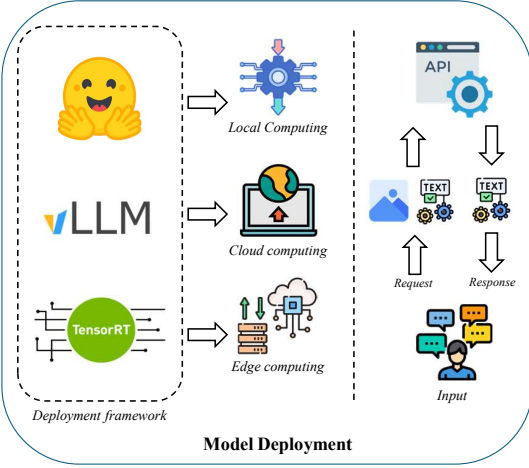 Local Computing
vLLM
Cloud computing
TensorRT
Edge computing
Deployment framework
API
TEXT
TEXT
Request
Response
Input
Model Deployment